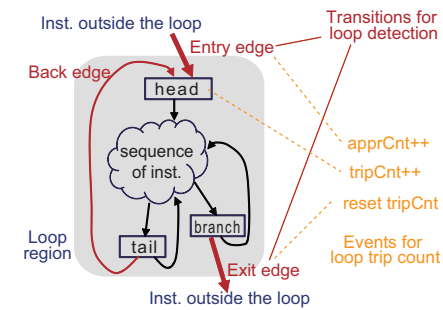 Inst. outside the loop
Transitions for
loop detection
Entry edge
Back edge
head
apprCnt++
sequence
of inst.
tripCnt++
reset tripCnt
branch
Loop
region
tail
Events for
loop trip count
Exit edge
Inst. outside the loop